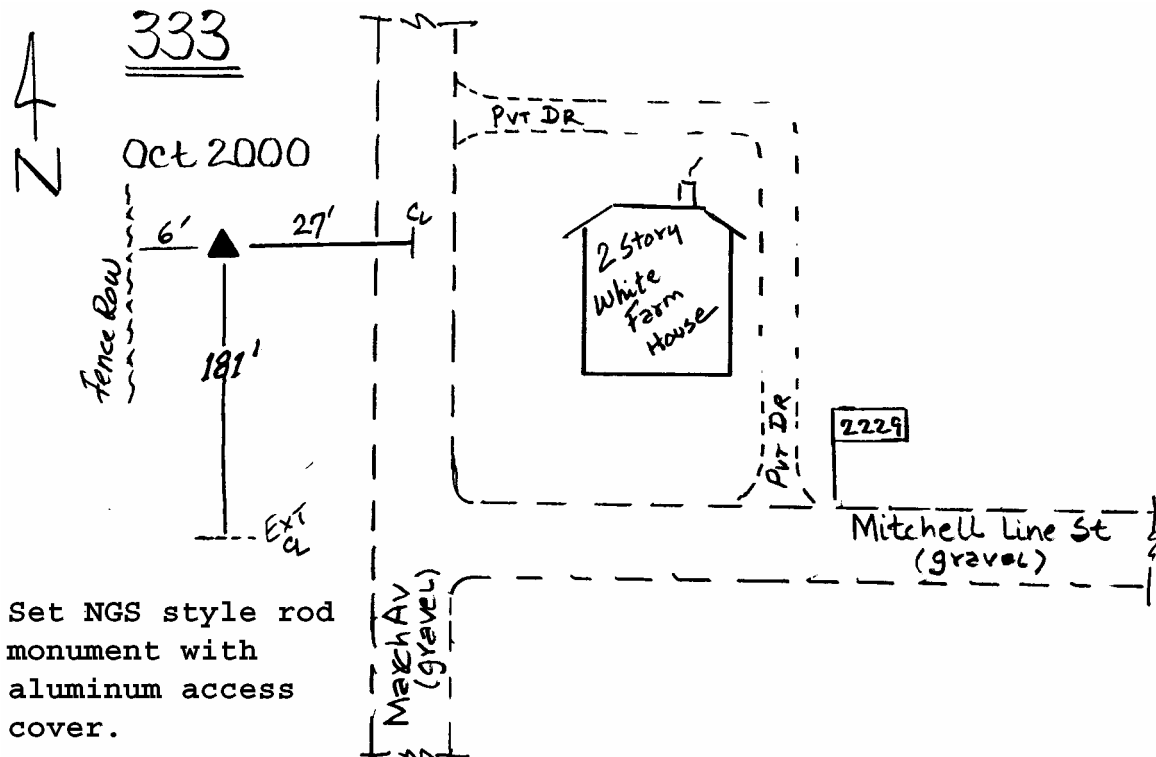 333
Oct 2000
N
PVT DR
6'
27'
CL
2 Story
White
Farm
House
Fence Row
181'
PVT DR
2229
EXT
CL
Mitchell Line St
(gravel)
March Av
(gravel)
Set NGS style rod
monument with
aluminum access
cover.